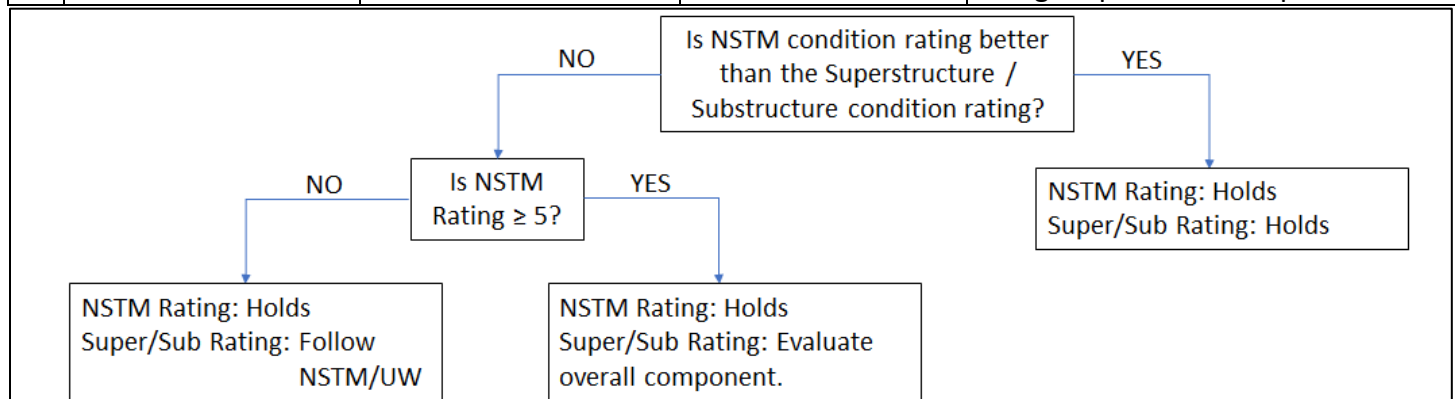 Is NSTM condition rating better
than the Superstructure /
Substructure condition rating?
NO
YES
Is NSTM
Rating ≥ 5?
NO
YES
NSTM Rating: Holds
Super/Sub Rating: Holds
NSTM Rating: Holds
Super/Sub Rating: Follow
NSTM/UW
NSTM Rating: Holds
Super/Sub Rating: Evaluate
overall component.